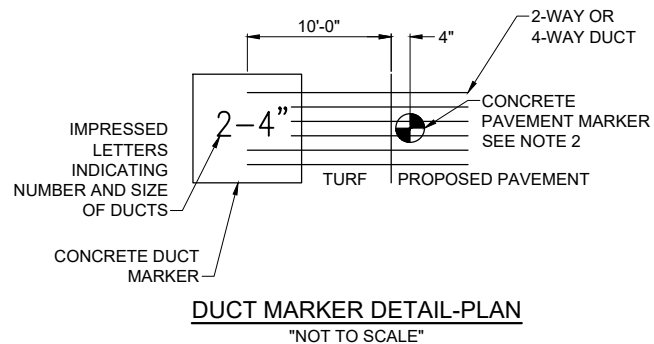 10'-0"
4"
2-WAY OR
4-WAY DUCT
2-4"
CONCRETE
PAVEMENT MARKER
SEE NOTE 2
IMPRESSED
LETTERS
INDICATING
NUMBER AND SIZE
OF DUCTS
TURF
PROPOSED PAVEMENT
CONCRETE DUCT
MARKER
DUCT MARKER DETAIL-PLAN
"NOT TO SCALE"